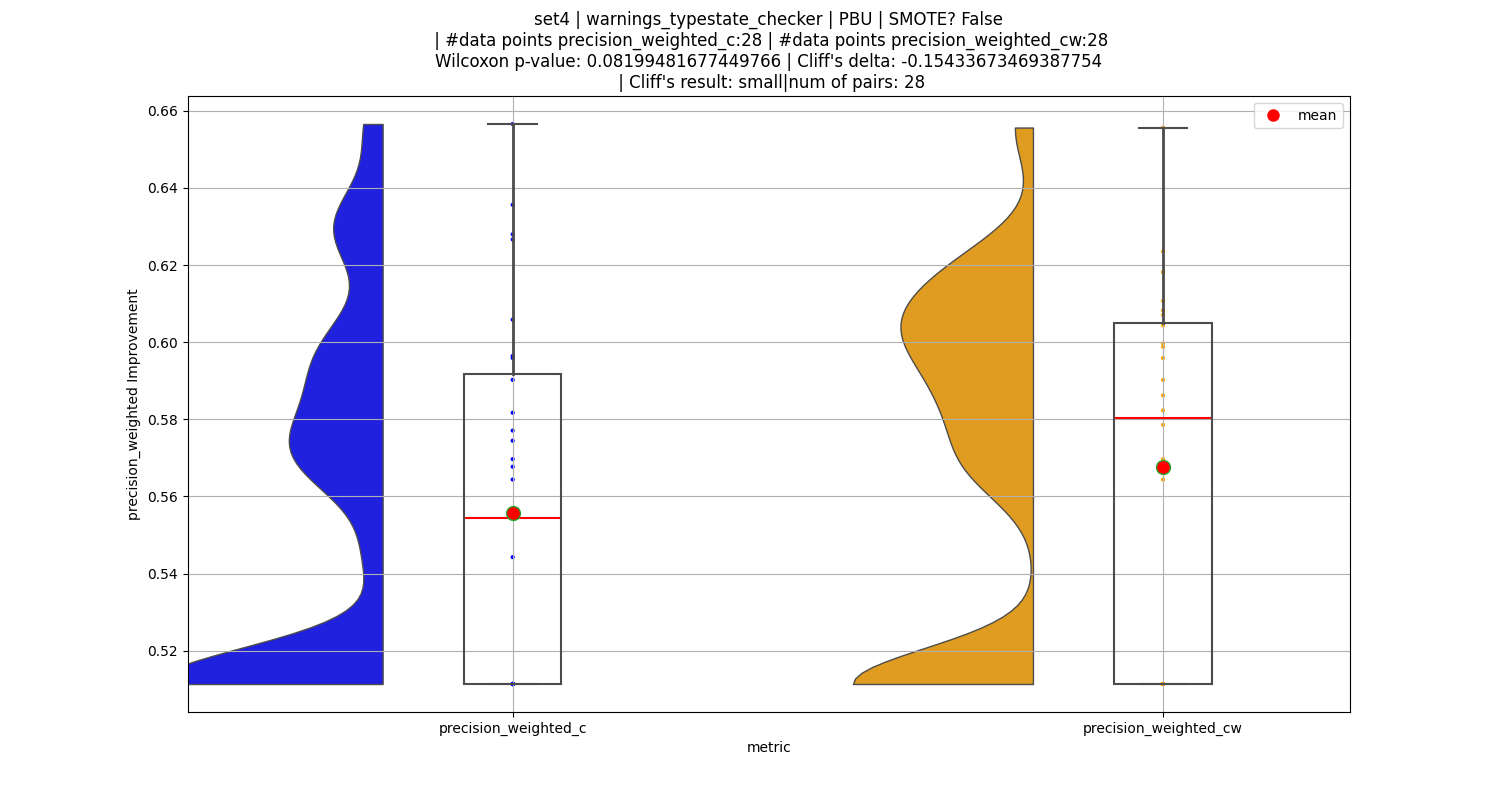 set4 | warnings_typestate_checker | PBU | SMOTE? False
| #data points precision_weighted_c:28 | #data points precision_weighted_cw:28
Wilcoxon p-value: 0.08199481677449766 | Cliff's delta: -0.15433673469387754
| Cliff's result: small|num of pairs: 28
mean
0.66
0.64
0.62
0.60
0.58
0.56
0.54
0.52
precision_weighted Improvement
precision_weighted_c
precision_weighted_cw
metric